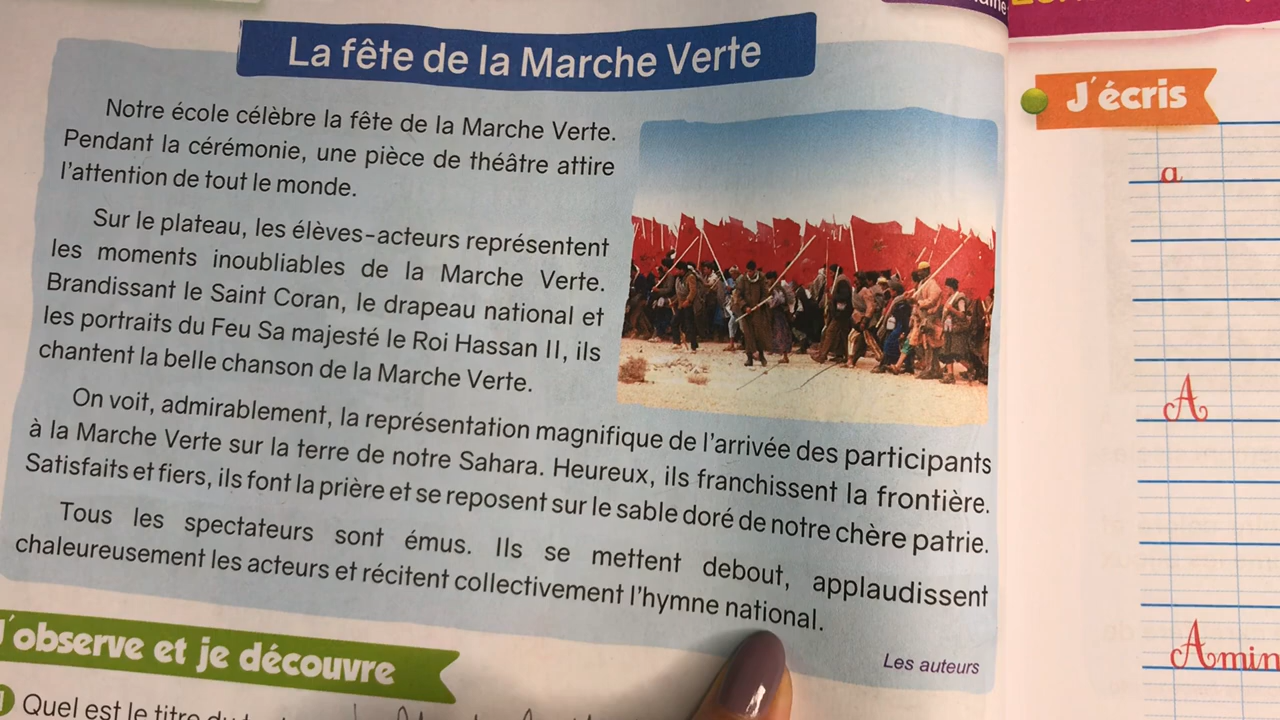 La fête de la Marche Verte
Notre école célèbre la fête de la Marche Verte.
Pendant la cérémonie, une pièce de théâtre attire
l'attention de tout le monde.
Sur le plateau, les élèves-acteurs représentent
les moments inoubliables de la Marche Verte.
Brandissant le Saint Coran, le drapeau national et
les portraits du Feu Sa majesté le Roi Hassan II, ils
chantent la belle chanson de la Marche Verte.
On voit, admirablement, la représentation magnifique de l'arrivée des participants
à la Marche Verte sur la terre de notre Sahara. Heureux, ils franchissent la frontière.
Satisfaits et fiers, ils font la prière et se reposent sur le sable doré de notre chère patrie.
Tous les spectateurs sont émus. Ils se mettent debout, applaudissent
chaleureusement les acteurs et récitent collectivement l'hymne national.
Les auteurs
J'observe et je découvre
Quel est le titre
J'écris
a
A
Amin